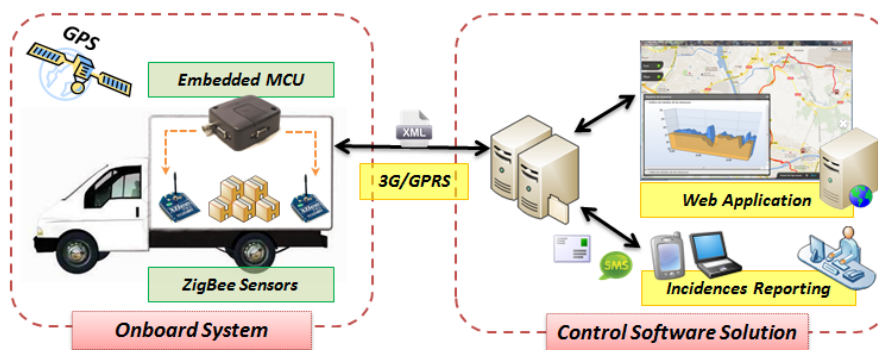 GPS
Embedded MCU
ZigBee Sensors
Onboard System
XML
3G/GPRS
Web Application
SMS
Incidences Reporting
Control Software Solution